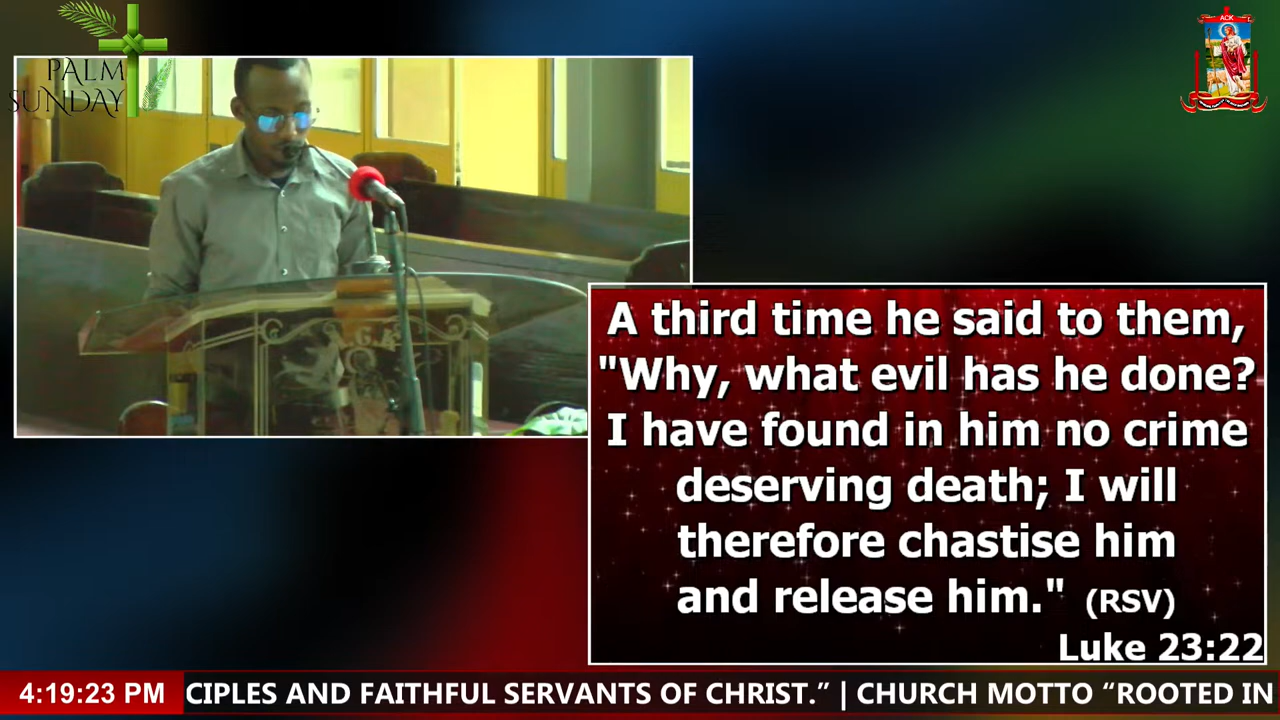 PALM
SUNDAY
ACK
A third time he said to them,
"Why, what evil has he done?
I have found in him no crime
deserving death; I will
therefore chastise him
and release him." (RSV)
Luke 23:22
4:19:23 PM
CIPLES AND FAITHFUL SERVANTS OF CHRIST.” | CHURCH MOTTO “ROOTED IN